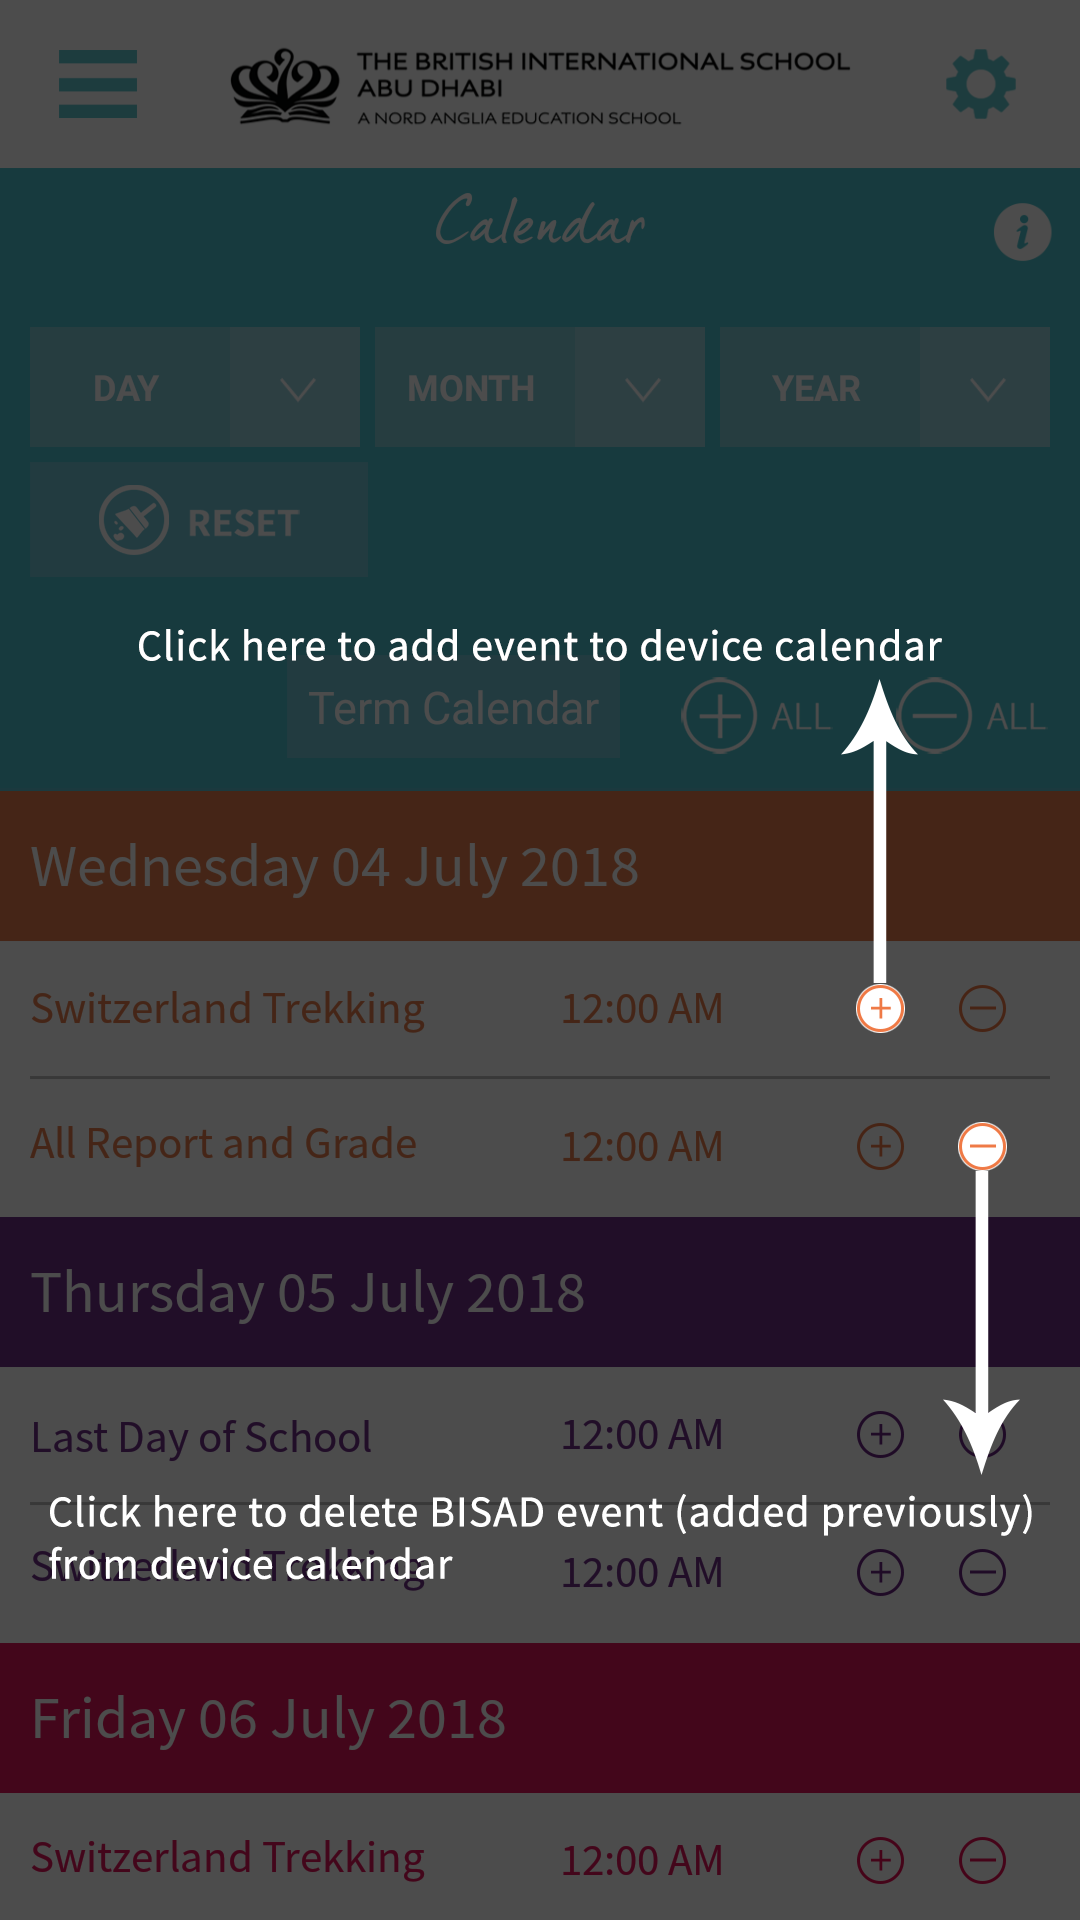 THE BRITISH INTERNATIONAL SCHOOL
ABU DHABI
A NORD ANGLIA EDUCATION SCHOOL
Calendar
i
DAY MONTH YEAR
RESET
Click here to add event to device calendar
Term Calendar ALL ALL
Wednesday 04 July 2018
Switzerland Trekking 12:00 AM
All Report and Grade 12:00 AM
Thursday 05 July 2018
Last Day of School 12:00 AM
Click here to delete BISAD event (added previously)
from device calendar
Switzerland Trekking 12:00 AM
Friday 06 July 2018
Switzerland Trekking 12:00 AM